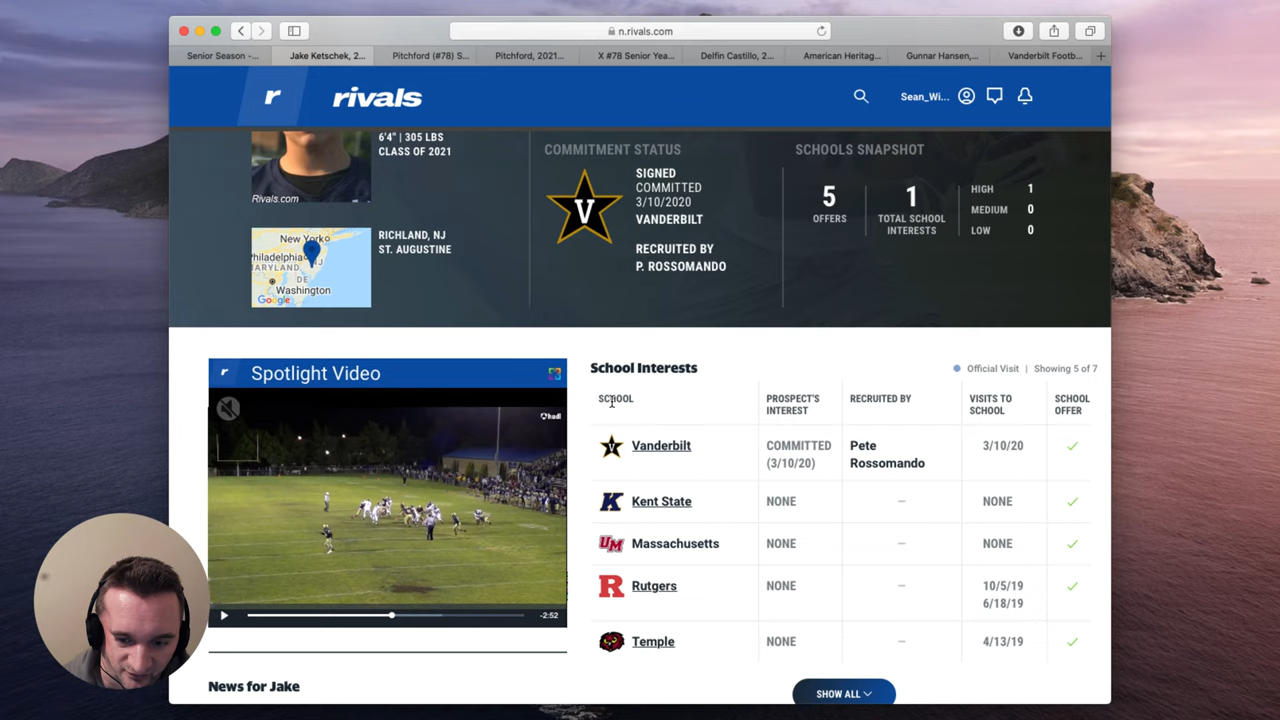 n.rivals.com
Senior Season -...
Jake Ketschek, 2...
Pitchford (#78) S...
Pitchford, 2021...
X #78 Senior Yea...
Delfin Castillo, 2...
American Heritag...
Gunnar Hansen,...
Vanderbilt Footb...
r
rivals
Sean_Wi...
6'4" | 305 LBS
CLASS OF 2021
Rivals.com
COMMITMENT STATUS
V
SIGNED
COMMITTED
3/10/2020
VANDERBILT
RECRUITED BY
P. ROSSOMANDO
SCHOOLS SNAPSHOT
5
OFFERS
1
TOTAL SCHOOL
INTERESTS
HIGH 1
MEDIUM 0
LOW 0
New York
Philadelphia
NJ
MARYLAND
DE
Washington
Google
RICHLAND, NJ
ST. AUGUSTINE
r Spotlight Video
hudl
-2:52
School Interests
Official Visit | Showing 5 of 7
SCHOOL PROSPECT'S INTEREST RECRUITED BY VISITS TO SCHOOL SCHOOL OFFER
V Vanderbilt COMMITTED (3/10/20) Pete Rossomando 3/10/20 ✓
K Kent State NONE – NONE ✓
UM Massachusetts NONE – NONE ✓
R Rutgers NONE – 10/5/19 6/18/19 ✓
Temple NONE – 4/13/19 ✓
News for Jake
SHOW ALL